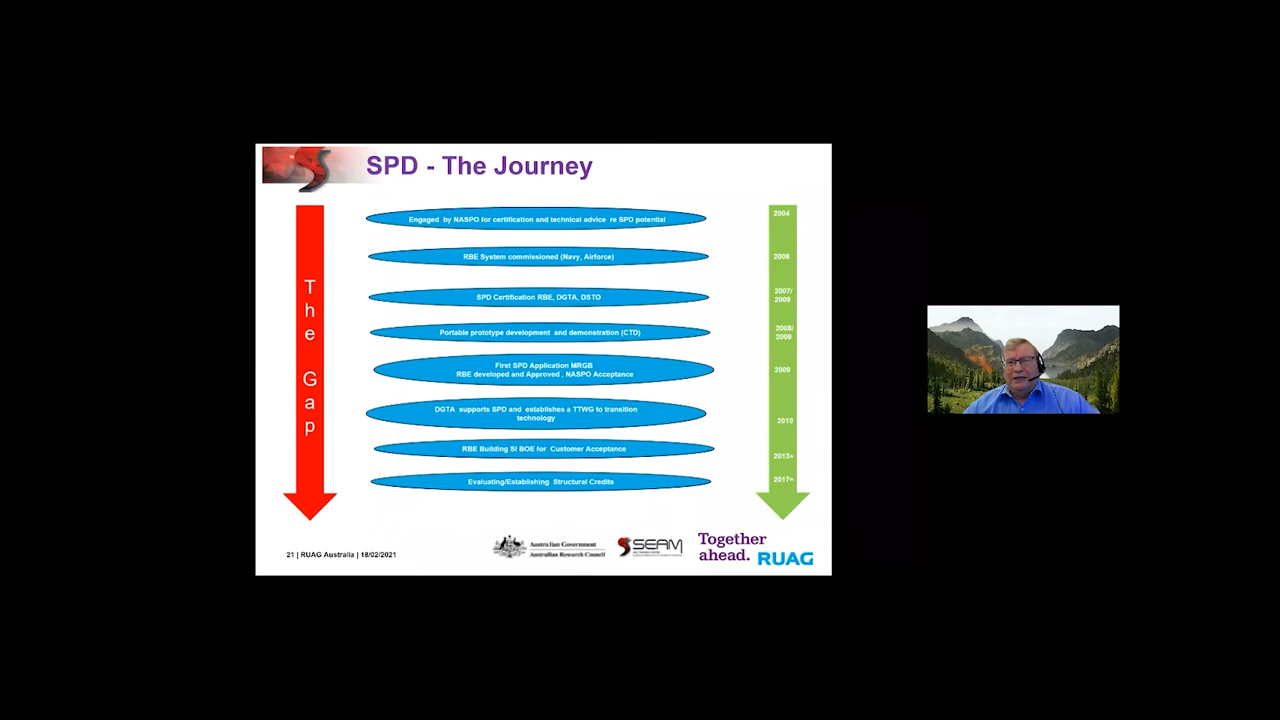 SPD - The Journey
The Gap
Engaged by NASPO for certification and technical advice re SPD potential
2004
RBE System commissioned (Navy, Airforce)
2006
SPD Certification RBE, DGTA, DSTO
2007/
2009
Portable prototype development and demonstration (CTD)
2008/
2009
First SPD Application MRGB
RBE developed and Approved , NASPO Acceptance
2009
DGTA supports SPD and establishes a TTWG to transition
technology
2010
RBE Building SI BOE for Customer Acceptance
2013+
Evaluating/Establishing Structural Credits
2017+
21 | RUAG Australia | 18/02/2021
Australian Government
Australian Research Council
SEAM
Together
ahead. RUAG